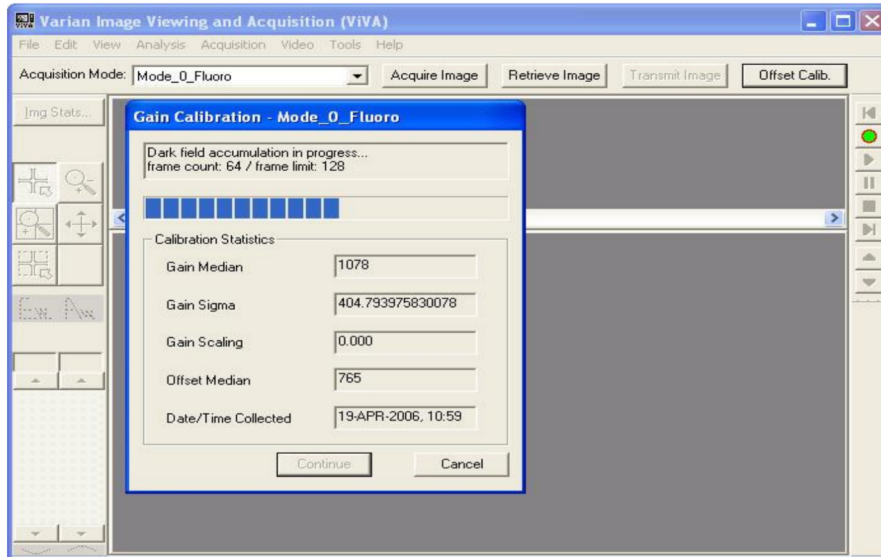 Varian Image Viewing and Acquisition (ViVA)
File Edit View Analysis Acquisition Video Tools Help
Acquisition Mode: Mode_0_Fluoro Acquire Image Retrieve Image Transmit Image Offset Calib.
Img Stats...
Gain Calibration - Mode_0_Fluoro
Dark field accumulation in progress...
frame count: 64 / frame limit: 128
Calibration Statistics
Gain Median 1078
Gain Sigma 404.793975830078
Gain Scaling 0.000
Offset Median 765
Date/Time Collected 19-APR-2006, 10:59
Continue Cancel